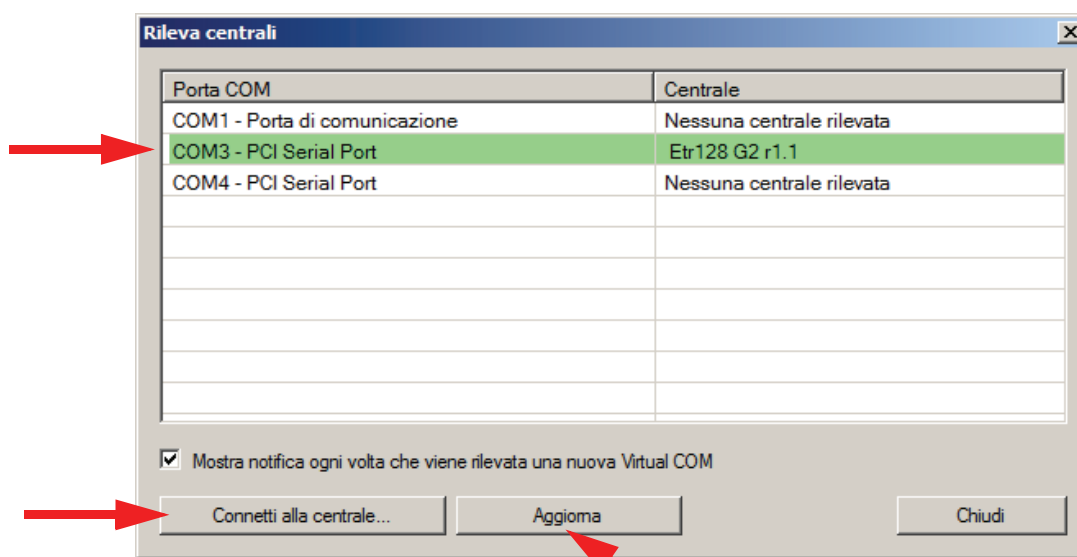 Rileva centrali
Porta COM Centrale
COM1 - Porta di comunicazione Nessuna centrale rilevata
COM3 - PCI Serial Port Etr128 G2 r1.1
COM4 - PCI Serial Port Nessuna centrale rilevata
Mostra notifica ogni volta che viene rilevata una nuova Virtual COM
Connetti alla centrale... Aggiorna Chiudi